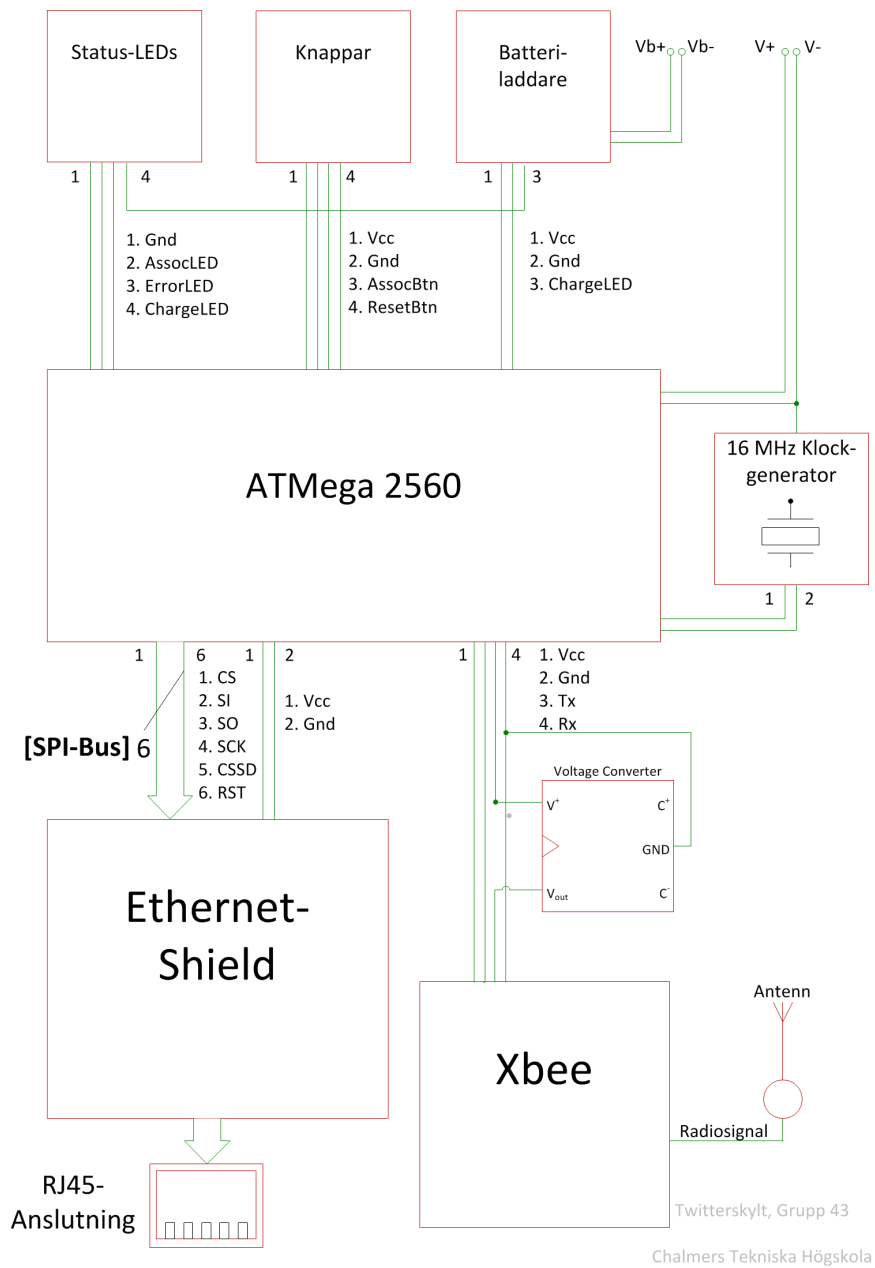 Status-LEDs
Knappar
Batteri-
laddare
Vb+
Vb-
V+
V-
1
4
1
4
1
3
1. Gnd
2. AssocLED
3. ErrorLED
4. ChargeLED
1. Vcc
2. Gnd
3. AssocBtn
4. ResetBtn
1. Vcc
2. Gnd
3. ChargeLED
ATMega 2560
16 MHz Klock-
generator
1
2
1
6
1. CS
2. SI
3. SO
4. SCK
5. CSSD
6. RST
[SPI-Bus] 6
1
2
1. Vcc
2. Gnd
1
4
1. Vcc
2. Gnd
3. Tx
4. Rx
Voltage Converter
V+
C+
GND
Vout
C-
Ethernet-
Shield
Xbee
Antenn
Radiosignal
RJ45-
Anslutning
Twitterskylt, Grupp 43
Chalmers Tekniska Högskola